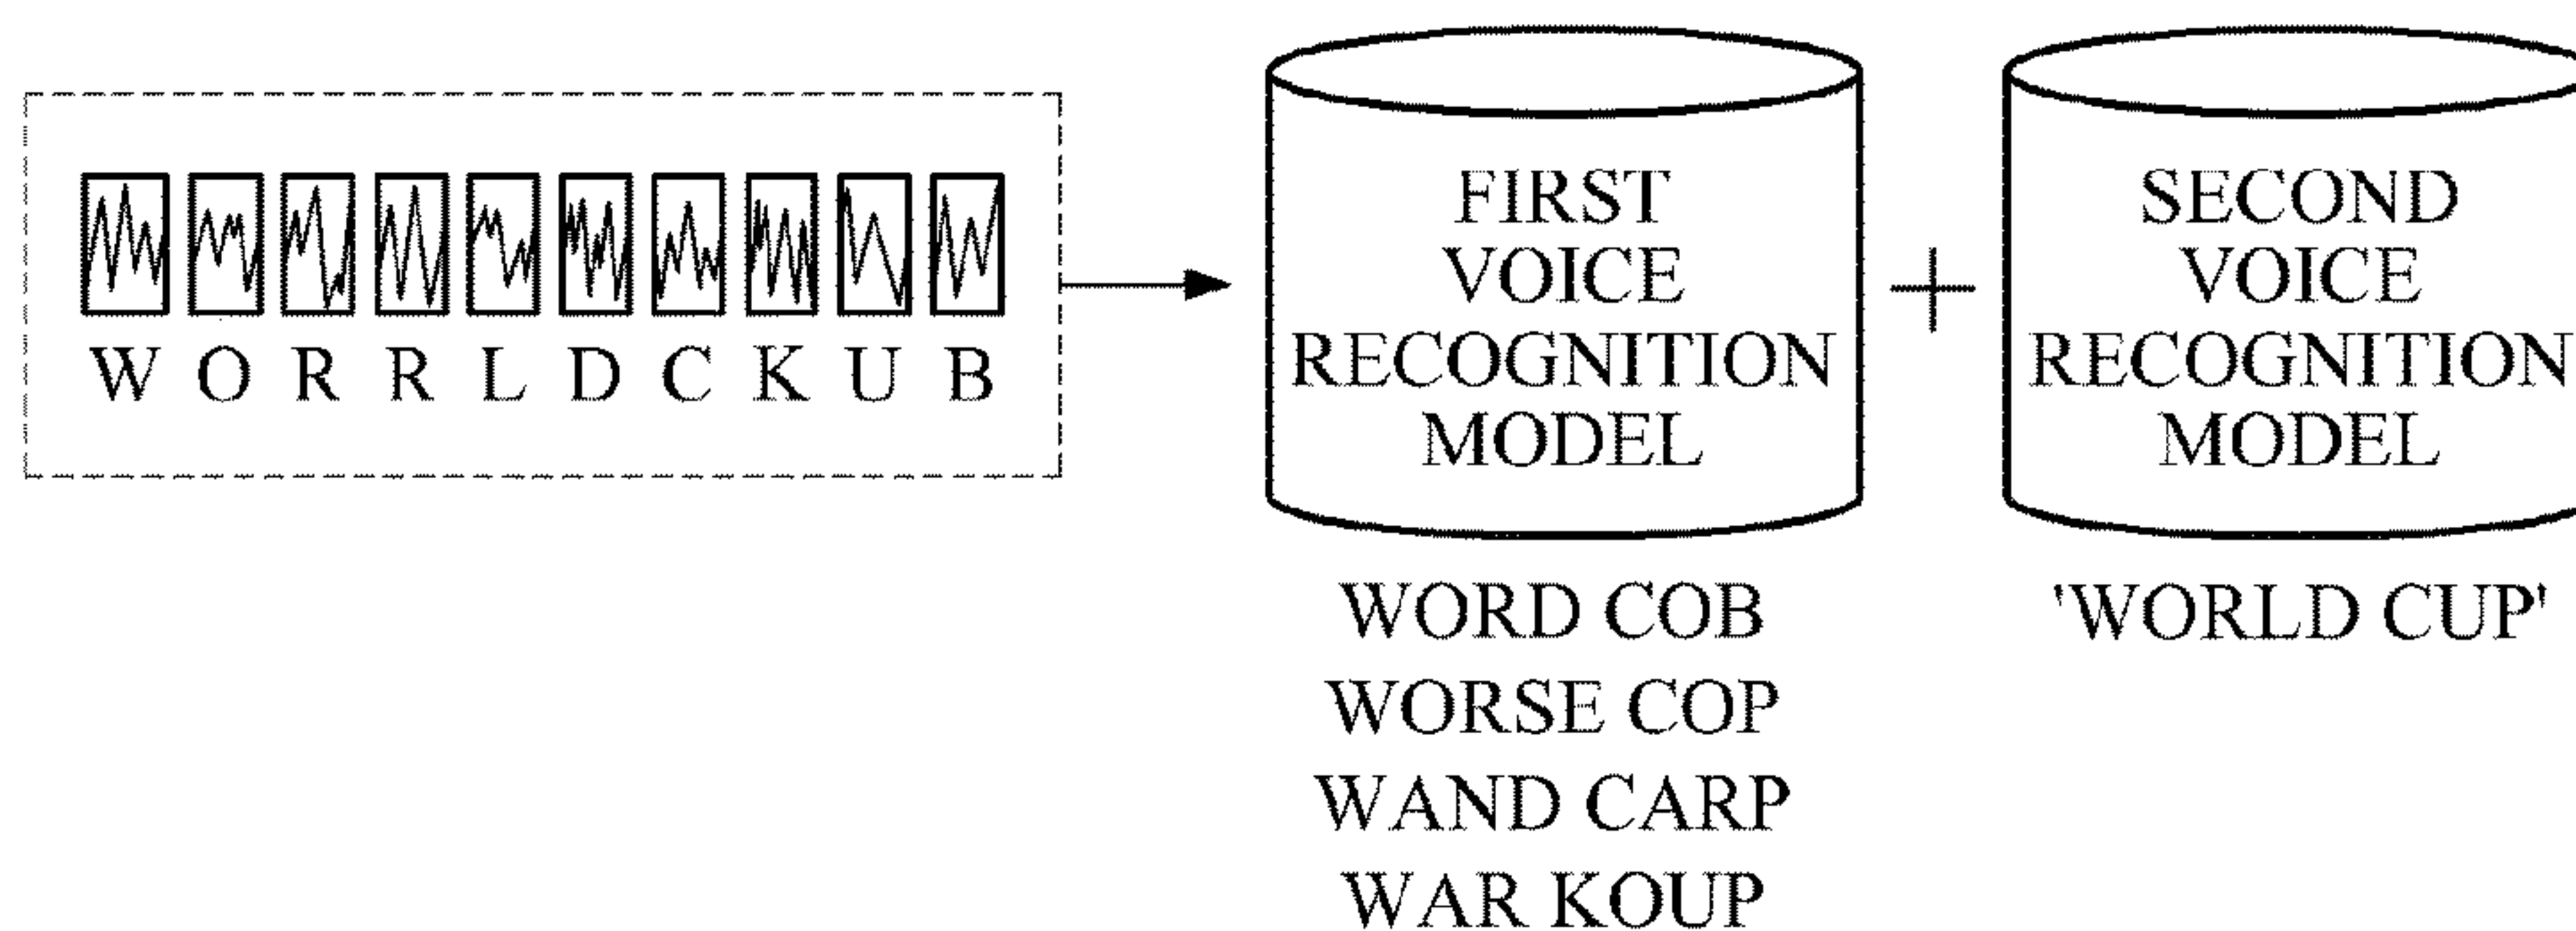 W O R R L D C K U B
FIRST
VOICE
RECOGNITION
MODEL
+
SECOND
VOICE
RECOGNITION
MODEL
WORD COB
WORSE COP
WAND CARP
WAR KOUP
'WORLD CUP'